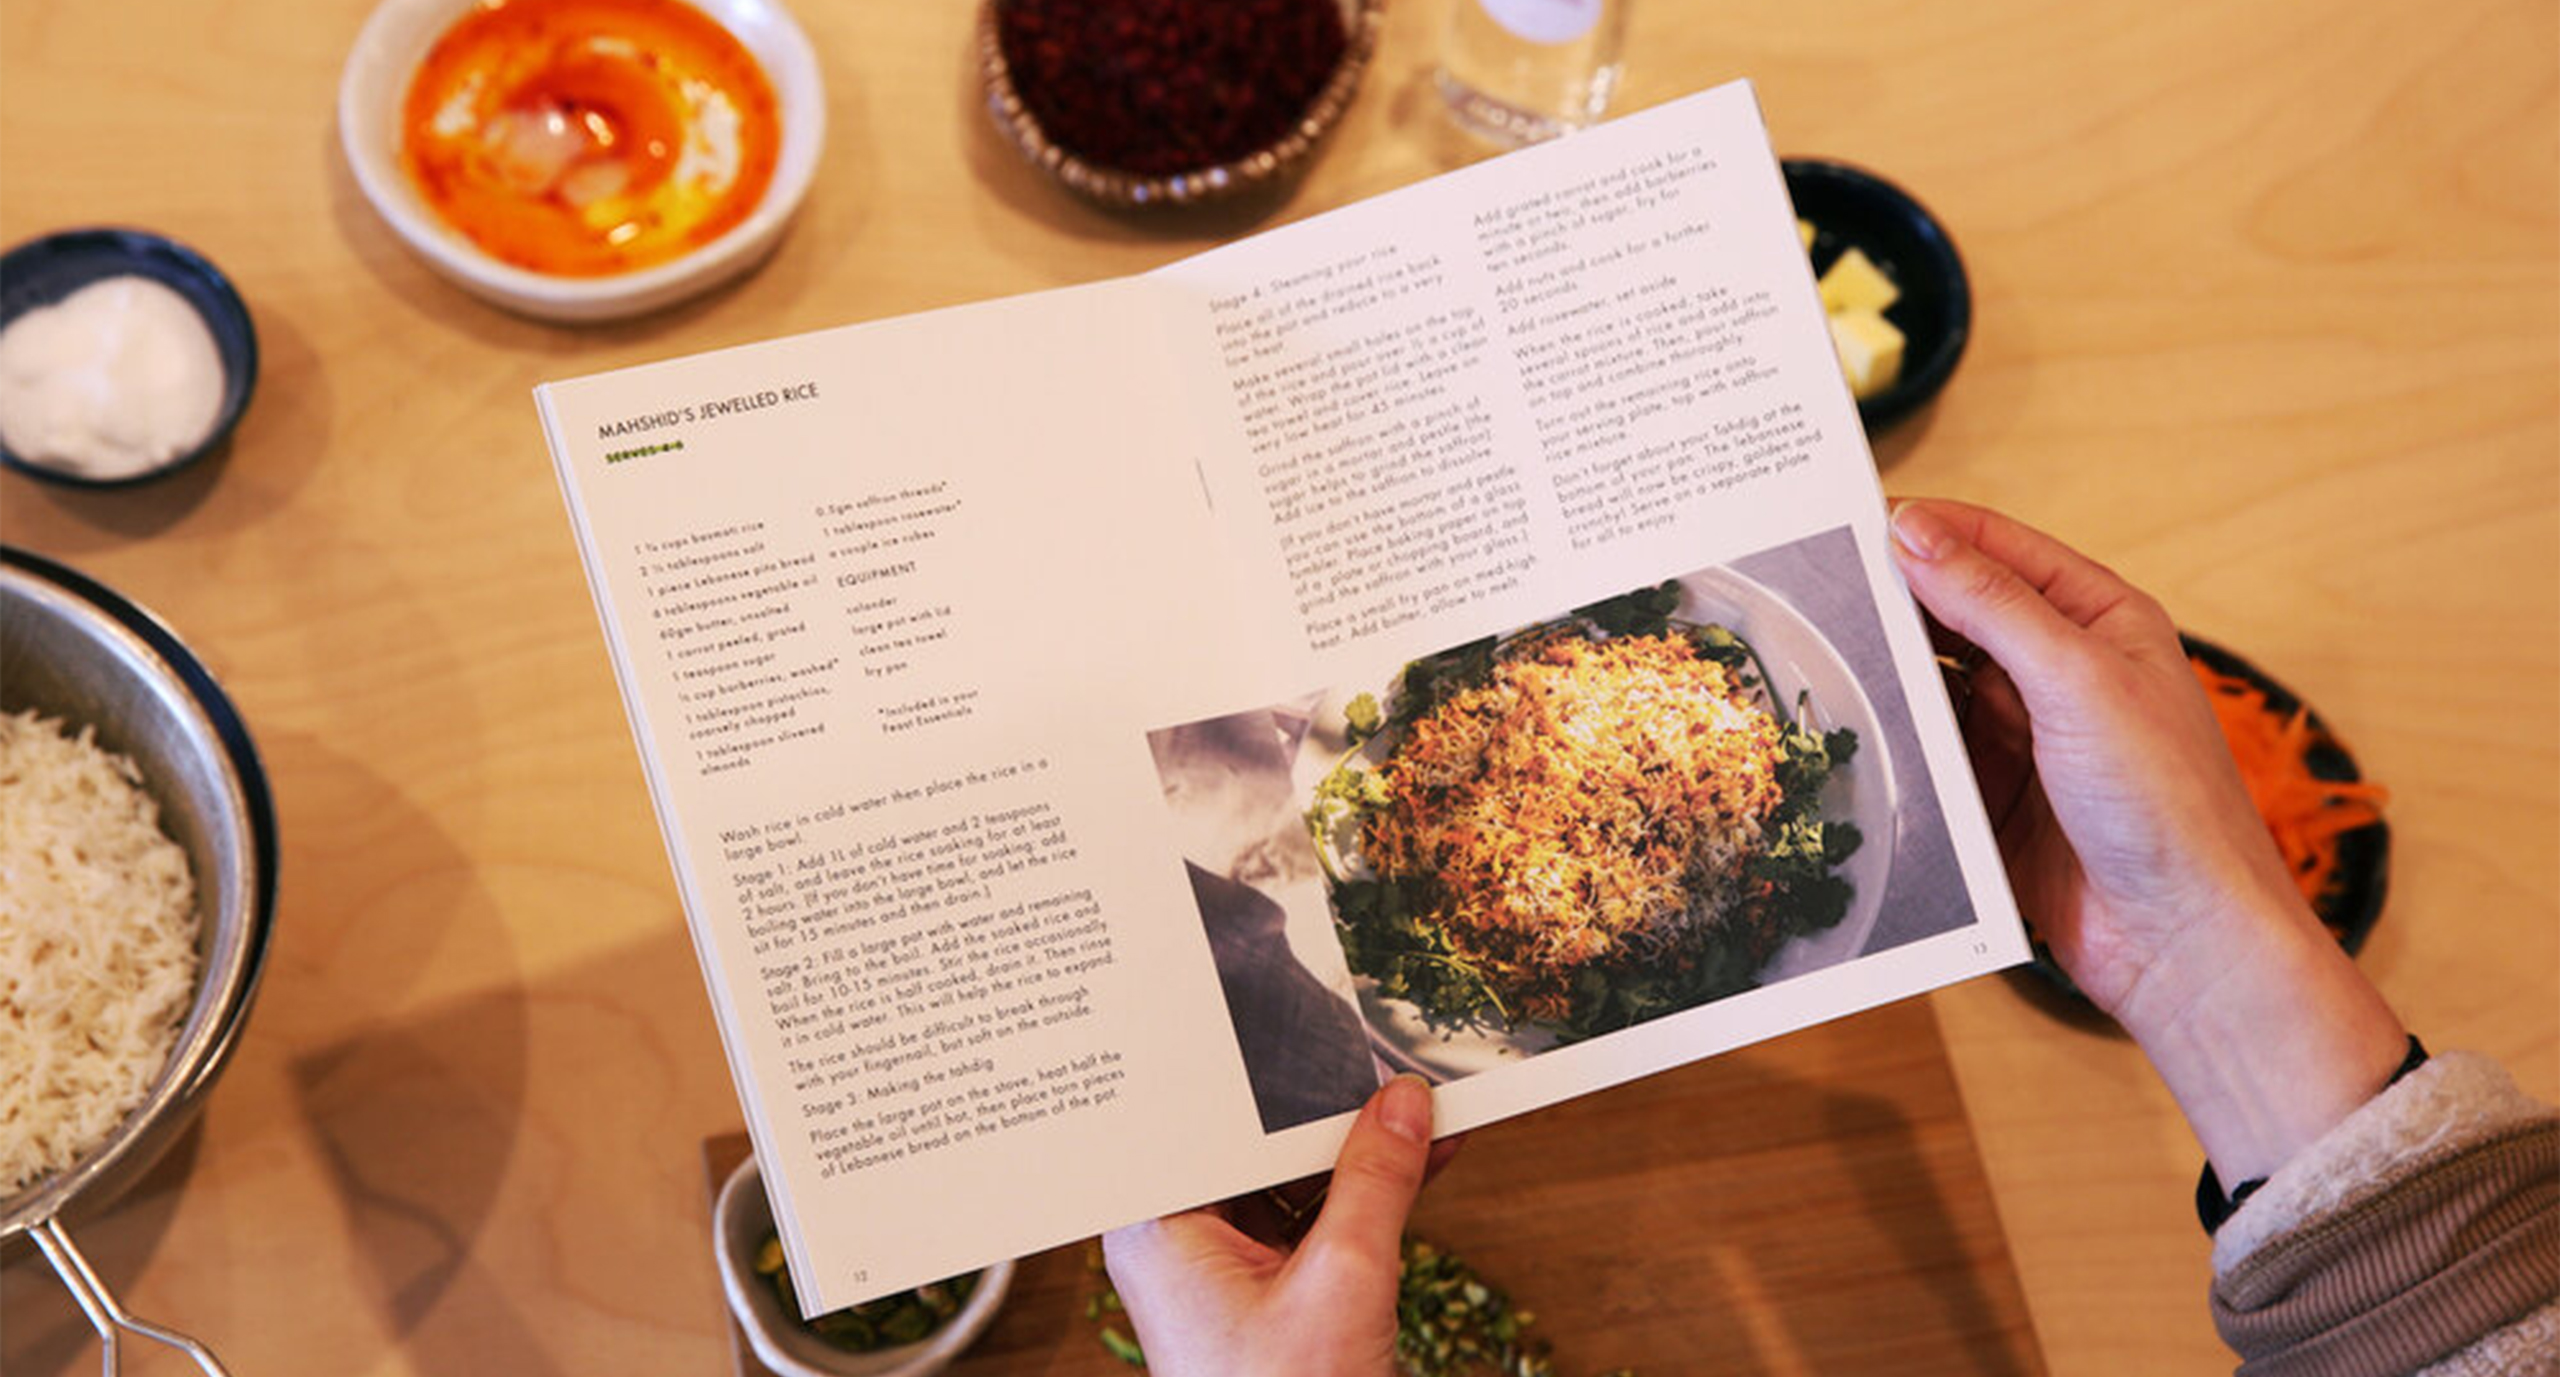 MAHSHID'S JEWELLED RICE
SERVES 4-6
1 ½ cups basmati rice
2 ½ tablespoons salt
1 piece Lebanese pita bread
6 tablespoons vegetable oil
60gm butter, unsalted
1 carrot peeled, grated
1 teaspoon sugar
½ cup barberries, washed*
1 tablespoon pistachios,
coarsely chopped
1 tablespoon slivered
almonds
0.5gm saffron threads*
1 tablespoon rosewater*
a couple ice cubes
EQUIPMENT
colander
large pot with lid
clean tea towel
fry pan
*Included in your
Feast Essentials
Wash rice in cold water then place the rice in a
large bowl.
Stage 1: Add 1L of cold water and 2 teaspoons
of salt, and leave the rice soaking for at least
2 hours. (If you don't have time for soaking: add
boiling water into the large bowl, and let the rice
sit for 15 minutes and then drain.)
Stage 2: Fill a large pot with water and remaining
salt. Bring to the boil. Add the soaked rice and
boil for 10-15 minutes. Stir the rice occasionally
When the rice is half cooked, drain it. Then rinse
it in cold water. This will help the rice to expand.
The rice should be difficult to break through
with your fingernail, but soft on the outside.
Stage 3: Making the tahdig
Place the large pot on the stove, heat half the
vegetable oil until hot, then place torn pieces
of Lebanese bread on the bottom of the pot.
12
Stage 4: Steaming your rice
Place all of the drained rice back
into the pot and reduce to a very
low heat.
Make several small holes on the top
of the rice and pour over ½ a cup of
water. Wrap the pot lid with a clean
tea towel and cover rice. Leave on
very low heat for 45 minutes.
Grind the saffron with a pinch of
sugar in a mortar and pestle (the
sugar helps to grind the saffron).
Add ice to the saffron to dissolve
(If you don't have mortar and pestle
you can use the bottom of a glass
tumbler. Place baking paper on top
of a plate or chopping board, and
grind the saffron with your glass.)
Place a small fry pan on med-high
heat. Add butter, allow to melt.
Add grated carrot and cook for a
minute or two, then add barberries
with a pinch of sugar, fry for
ten seconds.
Add nuts and cook for a further
20 seconds.
Add rosewater, set aside
When the rice is cooked, take
several spoons of rice and add into
the carrot mixture. Then, pour saffron
on top and combine thoroughly.
Turn out the remaining rice onto
your serving plate, top with saffron
rice mixture.
Don't forget about your Tahdig at the
bottom of your pan. The lebanese
bread will now be crispy, golden and
crunchy! Serve on a separate plate
for all to enjoy.
13